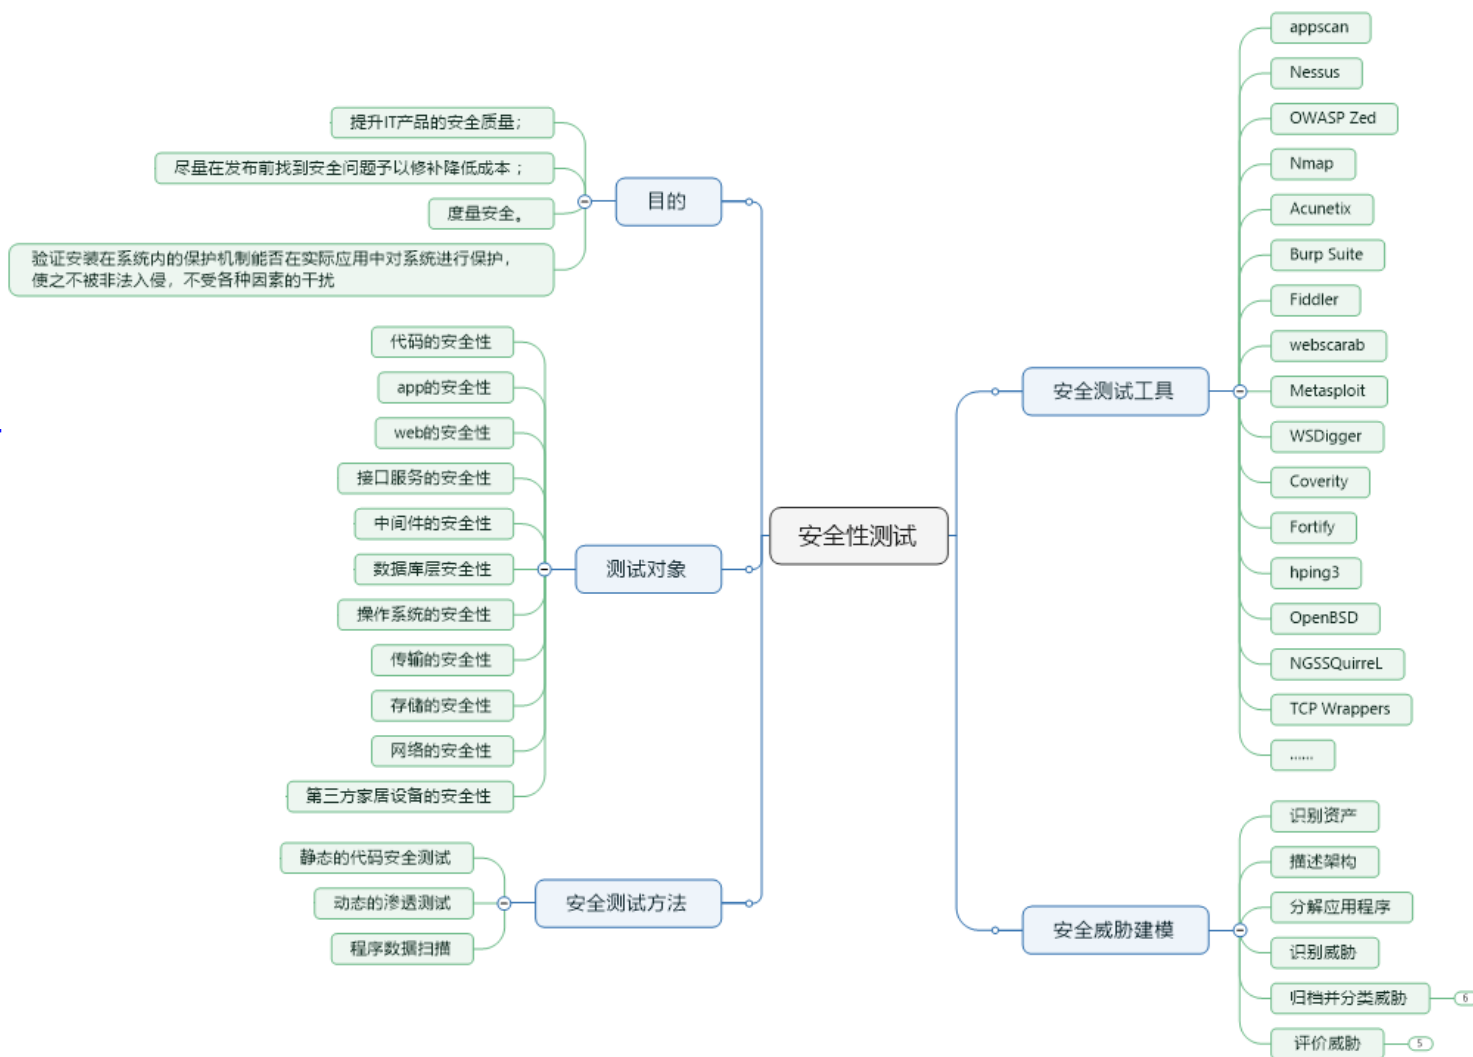 安全性测试
目的
提升IT产品的安全质量；
尽量在发布前找到安全问题予以修补降低成本；
度量安全。
验证安装在系统内的保护机制能否在实际应用中对系统进行保护，
使之不被非法入侵，不受各种因素的干扰
测试对象
代码的安全性
app的安全性
web的安全性
接口服务的安全性
中间件的安全性
数据库层安全性
操作系统的安全性
传输的安全性
存储的安全性
网络的安全性
第三方家居设备的安全性
安全测试方法
静态的代码安全测试
动态的渗透测试
程序数据扫描
安全测试工具
appscan
Nessus
OWASP Zed
Nmap
Acunetix
Burp Suite
Fiddler
webscarab
Metasploit
WSDigger
Coverity
Fortify
hping3
OpenBSD
NGSSQuirreL
TCP Wrappers
......
安全威胁建模
识别资产
描述架构
分解应用程序
识别威胁
归档并分类威胁
6
评价威胁
5